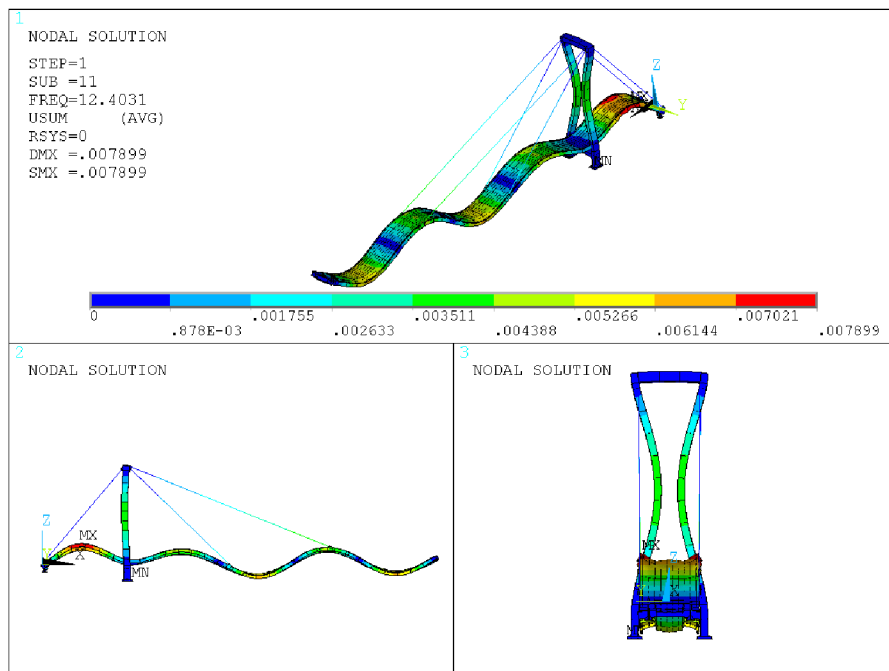 1
NODAL SOLUTION
STEP=1
SUB =11
FREQ=12.4031
USUM (AVG)
RSYS=0
DMX =.007899
SMX =.007899
Z
Y
MN
0 .001755 .003511 .005266 .007021
.878E-03 .002633 .004388 .006144 .007899
2
NODAL SOLUTION
Z
MX
Y X
MN
3
NODAL SOLUTION
MX
Z
X